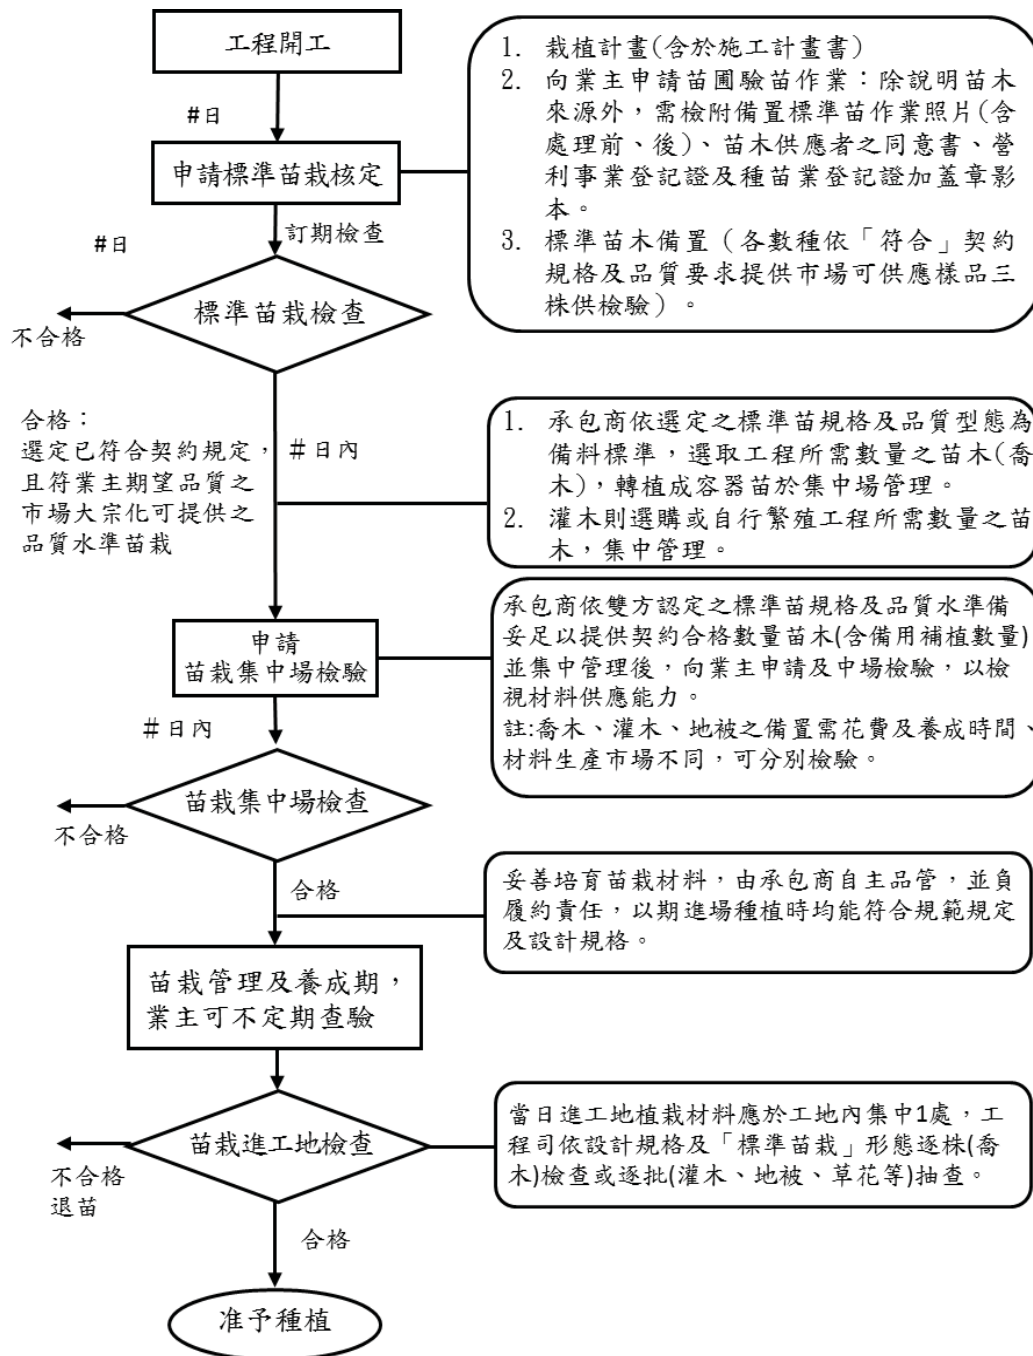 工程開工
#日
申請標準苗栽核定
1. 栽植計畫(含於施工計畫書)
2. 向業主申請苗圃驗苗作業：除說明苗木
來源外，需檢附備置標準苗作業照片(含
處理前、後)、苗木供應者之同意書、營
利事業登記證及種苗業登記證加蓋章影
本。
3. 標準苗木備置（各數種依「符合」契約
規格及品質要求提供市場可供應樣品三
株供檢驗）。
#日
訂期檢查
標準苗栽檢查
不合格
合格：
選定已符合契約規定，
且符業主期望品質之
市場大宗化可提供之
品質水準苗栽
＃日內
1. 承包商依選定之標準苗規格及品質型態為
備料標準，選取工程所需數量之苗木(喬
木)，轉植成容器苗於集中場管理。
2. 灌木則選購或自行繁殖工程所需數量之苗
木，集中管理。
申請
苗栽集中場檢驗
承包商依雙方認定之標準苗規格及品質水準備
妥足以提供契約合格數量苗木(含備用補植數量)
並集中管理後，向業主申請及中場檢驗，以檢
視材料供應能力。
註:喬木、灌木、地被之備置需花費及養成時間、
材料生產市場不同，可分別檢驗。
＃日內
苗栽集中場檢查
不合格
合格
妥善培育苗栽材料，由承包商自主品管，並負
履約責任，以期進場種植時均能符合規範規定
及設計規格。
苗栽管理及養成期，
業主可不定期查驗
苗栽進工地檢查
不合格
退苗
當日進工地植栽材料應於工地內集中1處，工
程司依設計規格及「標準苗栽」形態逐株(喬
木)檢查或逐批(灌木、地被、草花等)抽查。
合格
准予種植